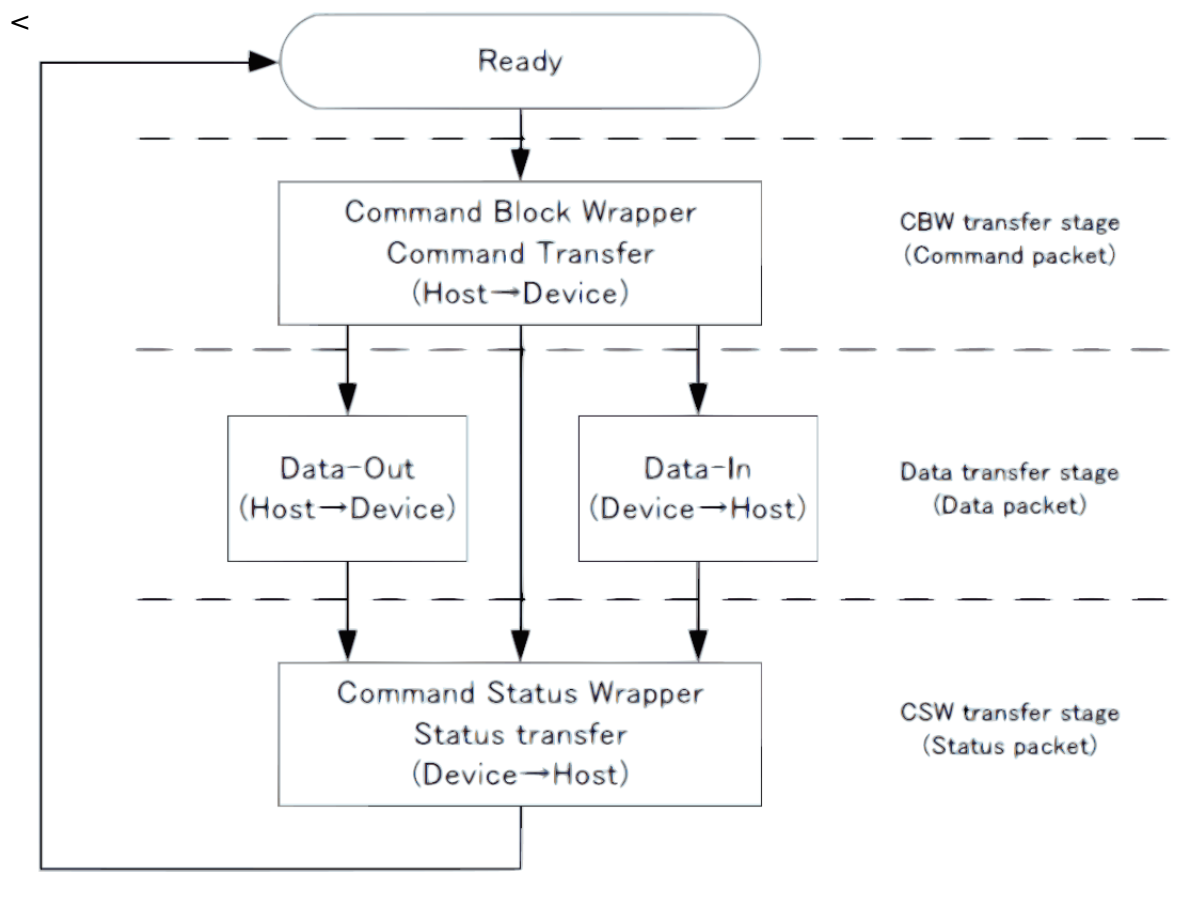 <
Ready
Command Block Wrapper
Command Transfer
(Host→Device)
CBW transfer stage
(Command packet)
Data-Out
(Host→Device)
Data-In
(Device→Host)
Data transfer stage
(Data packet)
Command Status Wrapper
Status transfer
(Device→Host)
CSW transfer stage
(Status packet)